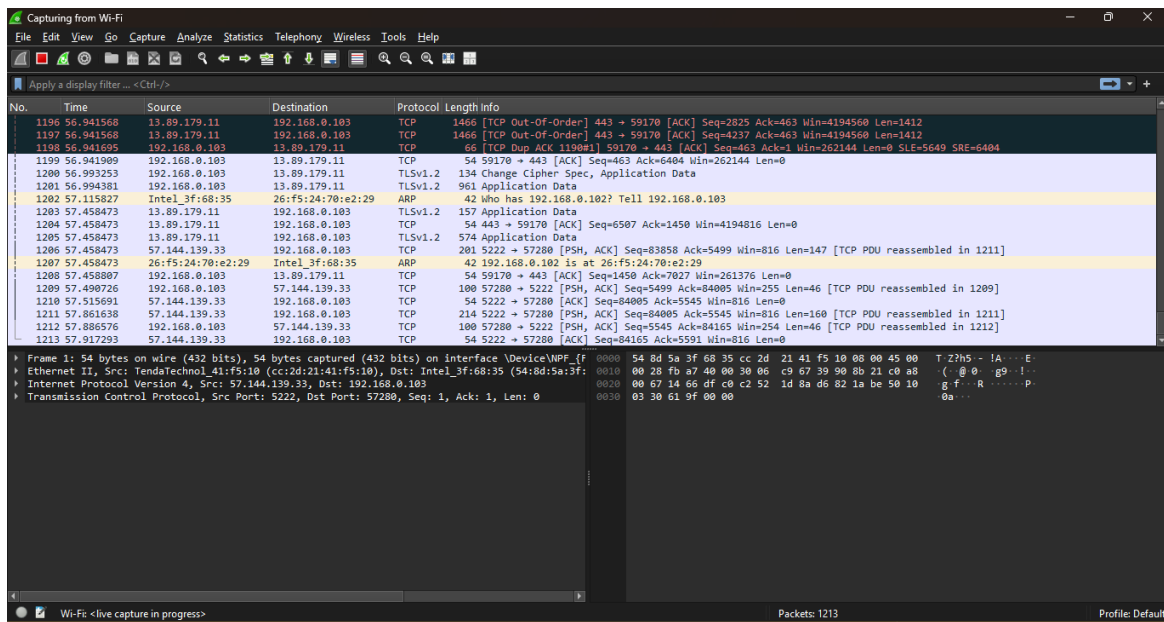 Capturing from Wi-Fi
File Edit View Go Capture Analyze Statistics Telephony Wireless Tools Help
Apply a display filter ... <Ctrl-/>
No. Time Source Destination Protocol Length Info
1196 56.941568 13.89.179.11 192.168.0.103 TCP 1466 [TCP Out-Of-Order] 443 → 59170 [ACK] Seq=2825 Ack=463 Win=4194560 Len=1412
1197 56.941568 13.89.179.11 192.168.0.103 TCP 1466 [TCP Out-Of-Order] 443 → 59170 [ACK] Seq=4237 Ack=463 Win=4194560 Len=1412
1198 56.941695 192.168.0.103 13.89.179.11 TCP 66 [TCP Dup ACK 1190#1] 59170 → 443 [ACK] Seq=463 Ack=1 Win=262144 Len=0 SLE=5649 SRE=6404
1199 56.941909 192.168.0.103 13.89.179.11 TCP 54 59170 → 443 [ACK] Seq=463 Ack=6404 Win=262144 Len=0
1200 56.993253 192.168.0.103 13.89.179.11 TLSv1.2 134 Change Cipher Spec, Application Data
1201 56.994381 192.168.0.103 13.89.179.11 TLSv1.2 961 Application Data
1202 57.115827 Intel_3f:68:35 26:f5:24:70:e2:29 ARP 42 Who has 192.168.0.102? Tell 192.168.0.103
1203 57.458473 13.89.179.11 192.168.0.103 TLSv1.2 157 Application Data
1204 57.458473 13.89.179.11 192.168.0.103 TCP 54 443 → 59170 [ACK] Seq=6507 Ack=1450 Win=4194816 Len=0
1205 57.458473 13.89.179.11 192.168.0.103 TLSv1.2 574 Application Data
1206 57.458473 57.144.139.33 192.168.0.103 TCP 201 5222 → 57280 [PSH, ACK] Seq=83858 Ack=5499 Win=816 Len=147 [TCP PDU reassembled in 1211]
1207 57.458473 26:f5:24:70:e2:29 Intel_3f:68:35 ARP 42 192.168.0.102 is at 26:f5:24:70:e2:29
1208 57.458807 192.168.0.103 13.89.179.11 TCP 54 59170 → 443 [ACK] Seq=1450 Ack=7027 Win=261376 Len=0
1209 57.490726 192.168.0.103 57.144.139.33 TCP 100 57280 → 5222 [PSH, ACK] Seq=5499 Ack=84005 Win=255 Len=46 [TCP PDU reassembled in 1209]
1210 57.515691 57.144.139.33 192.168.0.103 TCP 54 5222 → 57280 [ACK] Seq=84005 Ack=5545 Win=816 Len=0
1211 57.861638 57.144.139.33 192.168.0.103 TCP 214 5222 → 57280 [PSH, ACK] Seq=84005 Ack=5545 Win=816 Len=160 [TCP PDU reassembled in 1211]
1212 57.886576 192.168.0.103 57.144.139.33 TCP 100 57280 → 5222 [PSH, ACK] Seq=5545 Ack=84165 Win=254 Len=46 [TCP PDU reassembled in 1212]
1213 57.917293 57.144.139.33 192.168.0.103 TCP 54 5222 → 57280 [ACK] Seq=84165 Ack=5591 Win=816 Len=0
Frame 1: 54 bytes on wire (432 bits), 54 bytes captured (432 bits) on interface \Device\NPF_{F
Ethernet II, Src: TendaTechnol_41:f5:10 (cc:2d:21:41:f5:10), Dst: Intel_3f:68:35 (54:8d:5a:3f:
Internet Protocol Version 4, Src: 57.144.139.33, Dst: 192.168.0.103
Transmission Control Protocol, Src Port: 5222, Dst Port: 57280, Seq: 1, Ack: 1, Len: 0
0000 54 8d 5a 3f 68 35 cc 2d 21 41 f5 10 08 00 45 00 T·Z?h5·- !A····E·
0010 00 28 fb a7 40 00 30 06 c9 67 39 90 8b 21 c0 a8 ·(··@·0· ·g9··!··
0020 00 67 14 66 df c0 c2 52 1d 8a d6 82 1a be 50 10 ·g·f···R ······P·
0030 03 30 61 9f 00 00 ·0a···
Wi-Fi: <live capture in progress>
Packets: 1213
Profile: Default